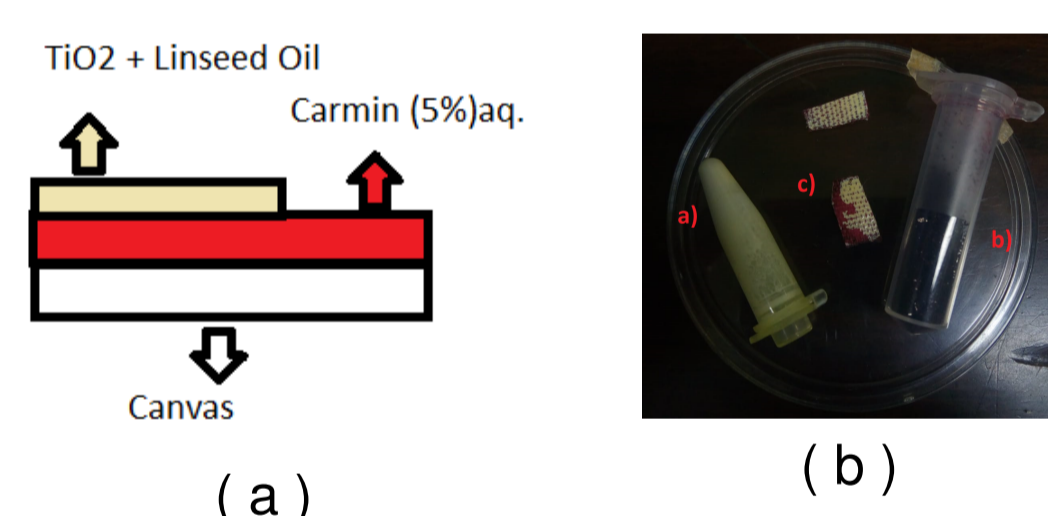 TiO2 + Linseed Oil
Carmin (5%)aq.
Canvas
(a)
a)
c)
b)
(b)